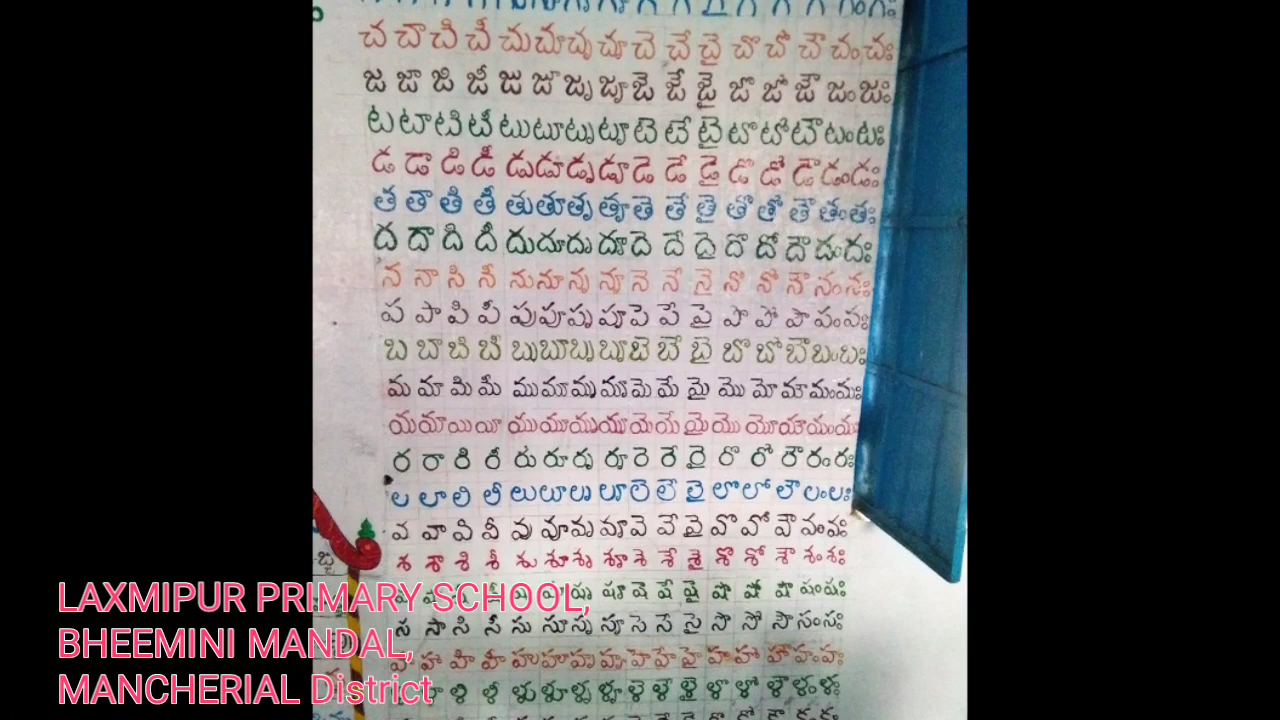 చ చా చి చీ చు చూ చృ చౄ చె చే చై చొ చో చౌ చం చః
జ జా జి జీ జు జూ జృ జౄ జె జే జై జొ జో జౌ జం జః
ట టా టి టీ టు టూ టృ టౄ టె టే టై టొ టో టౌ టం టః
డ డా డి డీ డు డూ డృ డౄ డె డే డై డొ డో డౌ డం డః
త తా తి తీ తు తూ తృ తౄ తె తే తై తొ తో తౌ తం తః
ద దా ది దీ దు దూ దృ దౄ దె దే దై దొ దో దౌ దం దః
న నా ని నీ ను నూ నృ నౄ నె నే నై నొ నో నౌ నం నః
ప పా పి పీ పు పూ పృ పౄ పె పే పై పొ పో పౌ పం పః
బ బా బి బీ బు బూ బృ బౄ బె బే బై బొ బో బౌ బం బః
మ మా మి మీ ము మూ మృ మౄ మె మే మై మొ మో మౌ మం మః
య యా యి యీ యు యూ యృ యౄ యె యే యై యొ యో యౌ యం యః
ర రా రి రీ రు రూ రృ రౄ రె రే రై రొ రో రౌ రం రః
ల లా లి లీ లు లూ లృ లౄ లె లే లై లొ లో లౌ లం లః
వ వా వి వీ వు వూ వృ వౄ వె వే వై వొ వో వౌ వం వః
శ శా శి శీ శు శూ శృ శౄ శె శే శై శొ శో శౌ శం శః
షౄ షె షే షై షొ షో షౌ షం షః
స సా సి సీ సు సూ సృ సౄ సె సే సై సొ సో సౌ సం సః
హ హా హి హీ హు హూ హృ హౄ హె హే హై హొ హో హౌ హం హః
ళి ళీ ళు ళూ ళృ ళౄ ళె ళే ళై ళొ ళో ళౌ ళం ళః
LAXMIPUR PRIMARY SCHOOL,
BHEEMINI MANDAL,
MANCHERIAL District